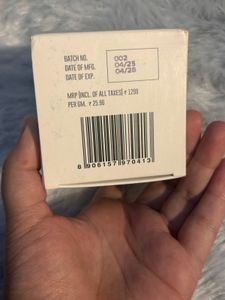 BATCH NO. 002
DATE OF MFG. 04/25
DATE OF EXP. 04/28
MRP (INCL. OF ALL TAXES) ₹ 1299
PER GM. ₹ 25.98
8 906157 970413